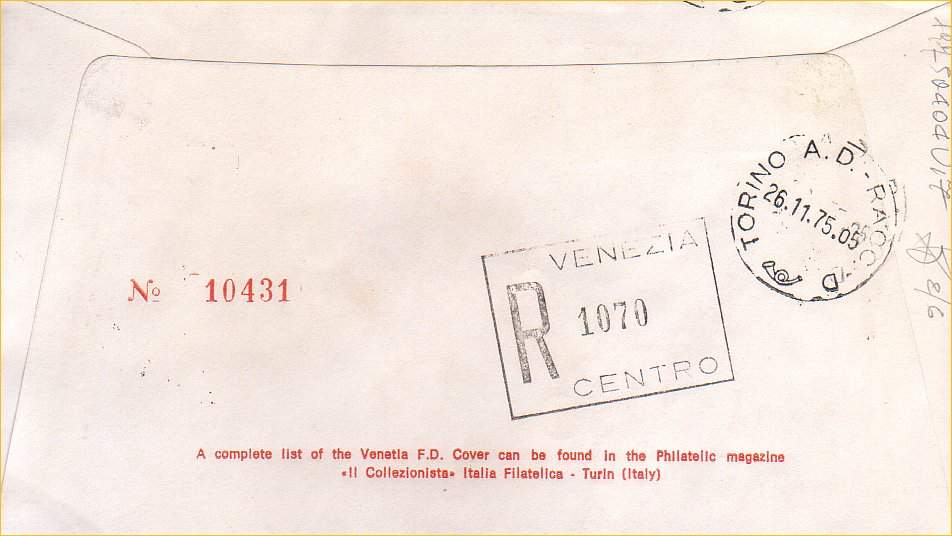 TORINO A.D. - RACC. - D
26.11.75.05
No 10431
VENEZIA
R 1070
CENTRO
A complete list of the Venetia F.D. Cover can be found in the Philatelic magazine
«Il Collezionista» Italia Filatelica - Turin (Italy)